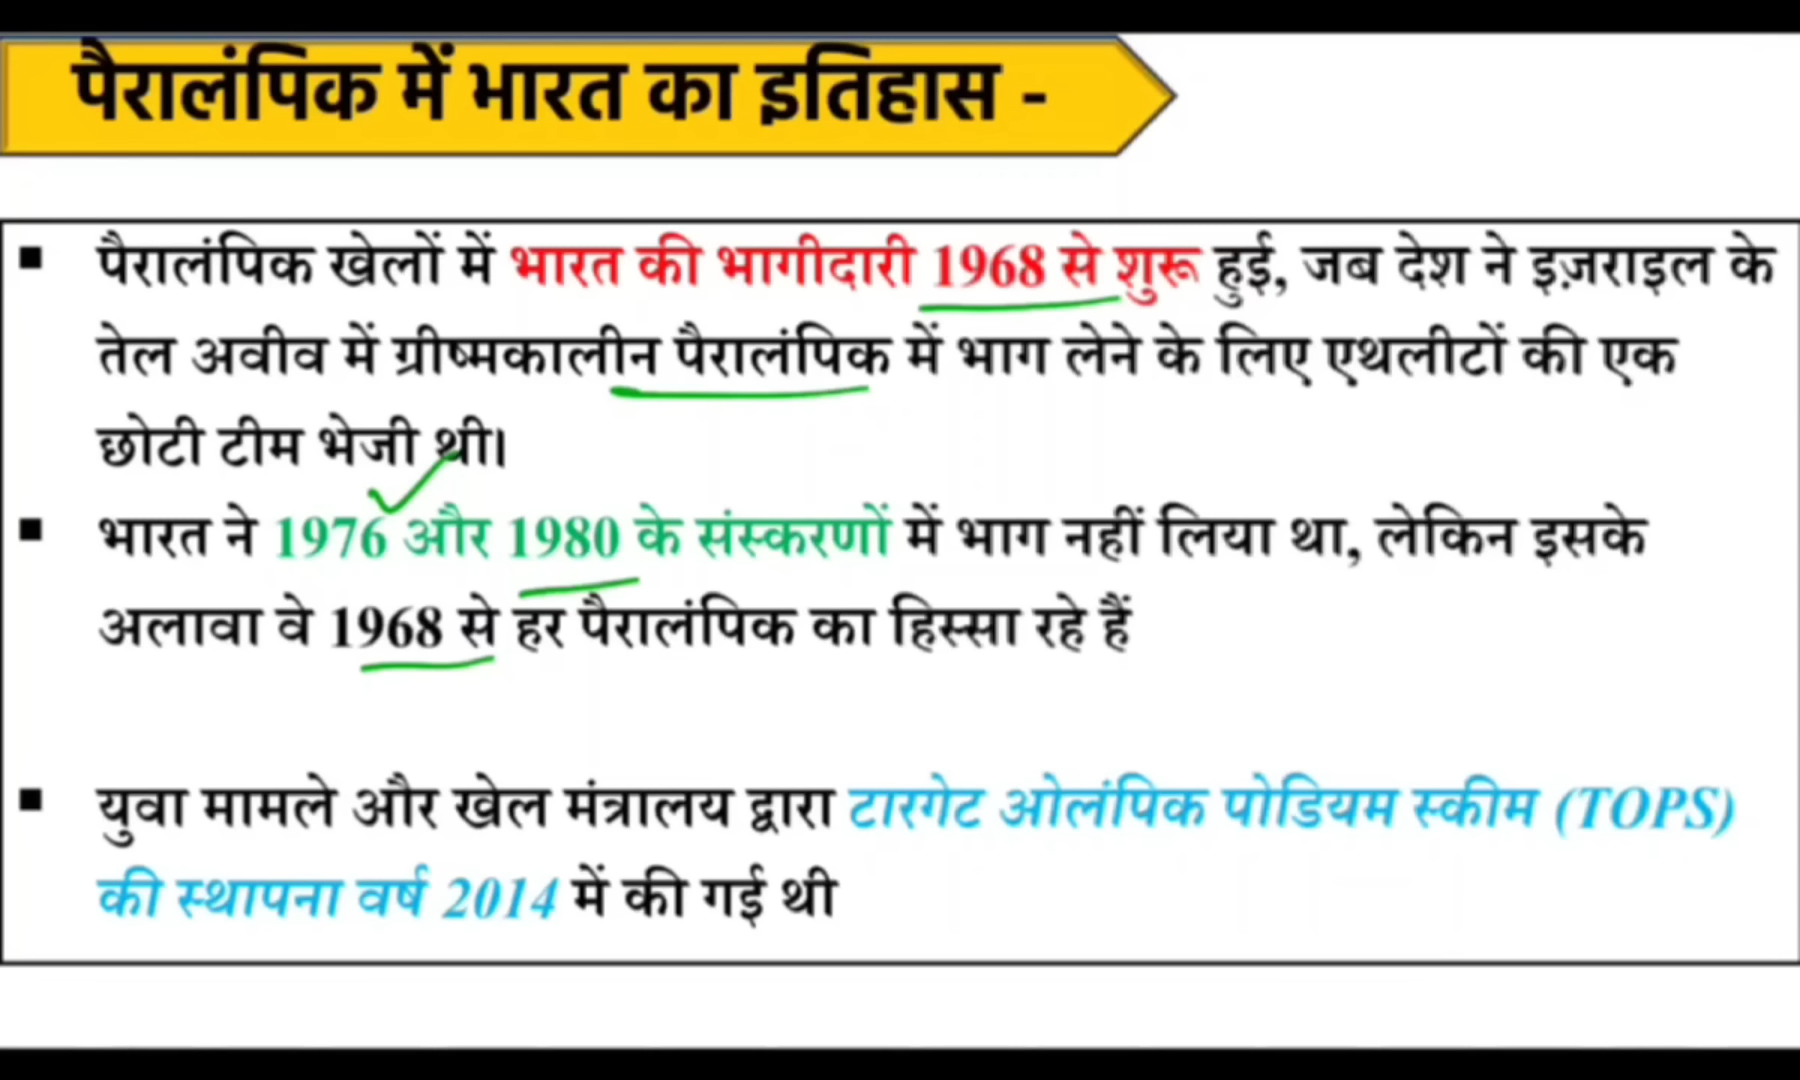 पैरालंपिक में भारत का इतिहास -
▪ पैरालंपिक खेलों में भारत की भागीदारी 1968 से शुरू हुई, जब देश ने इज़राइल के
तेल अवीव में ग्रीष्मकालीन पैरालंपिक में भाग लेने के लिए एथलीटों की एक
छोटी टीम भेजी थी।
▪ भारत ने 1976 और 1980 के संस्करणों में भाग नहीं लिया था, लेकिन इसके
अलावा वे 1968 से हर पैरालंपिक का हिस्सा रहे हैं
▪ युवा मामले और खेल मंत्रालय द्वारा टारगेट ओलंपिक पोडियम स्कीम (TOPS)
की स्थापना वर्ष 2014 में की गई थी